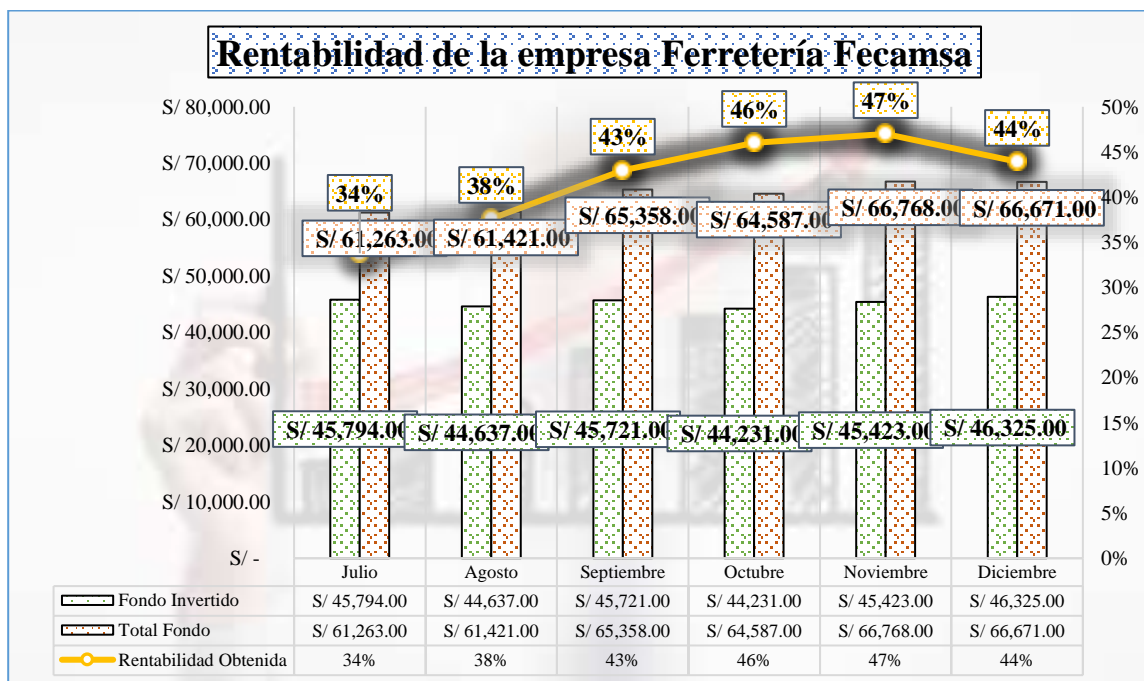 Rentabilidad de la empresa Ferretería Fecamsa
S/ 80,000.00
S/ 70,000.00
S/ 60,000.00
S/ 50,000.00
S/ 40,000.00
S/ 30,000.00
S/ 20,000.00
S/ 10,000.00
S/ -
50%
45%
40%
35%
30%
25%
20%
15%
10%
5%
0%
34%
38%
43%
46%
47%
44%
S/ 61,263.00
S/ 61,421.00
S/ 65,358.00
S/ 64,587.00
S/ 66,768.00
S/ 66,671.00
S/ 45,794.00
S/ 44,637.00
S/ 45,721.00
S/ 44,231.00
S/ 45,423.00
S/ 46,325.00
Julio Agosto Septiembre Octubre Noviembre Diciembre
Fondo Invertido S/ 45,794.00 S/ 44,637.00 S/ 45,721.00 S/ 44,231.00 S/ 45,423.00 S/ 46,325.00
Total Fondo S/ 61,263.00 S/ 61,421.00 S/ 65,358.00 S/ 64,587.00 S/ 66,768.00 S/ 66,671.00
Rentabilidad Obtenida 34% 38% 43% 46% 47% 44%